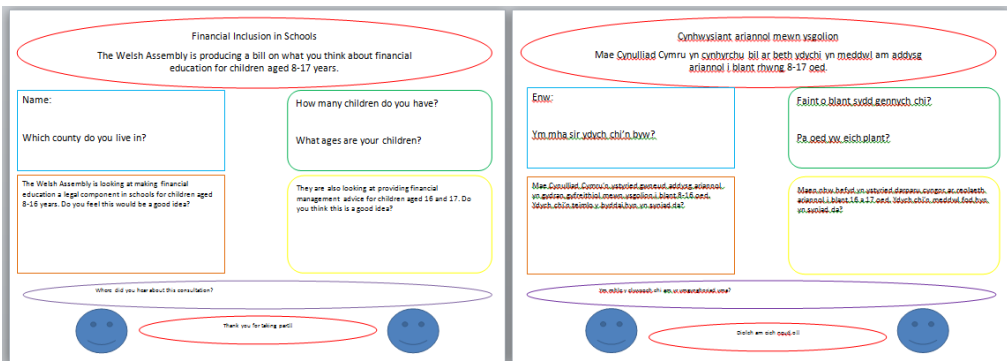 Financial Inclusion in Schools
The Welsh Assembly is producing a bill on what you think about financial
education for children aged 8-17 years.
Name:
Which county do you live in?
How many children do you have?
What ages are your children?
The Welsh Assembly is looking at making financial
education a legal component in schools for children aged
8-16 years. Do you feel this would be a good idea?
They are also looking at providing financial
management advice for children aged 16 and 17. Do
you think this is a good idea?
Where did you hear about this consultation?
Thank you for taking part!
Cynhwysiant ariannol mewn ysgolion
Mae Cynulliad Cymru yn cynhyrchu bil ar beth ydychi yn meddwl am addysg
ariannol i blant rhwng 8-17 oed.
Enw:
Ym mha sir ydych chi'n byw?
Faint o blant sydd gennych chi?
Pa oed yw eich plant?
Mae Cynulliad Cymru'n ystyried gwneud addysg ariannol
yn gydran gyfreithiol mewn ysgolion i blant 8-16 oed.
Ydych chi'n teimlo y byddai hyn yn syniad da?
Maen nhw hefyd yn ystyried darparu cyngor ar reolaeth
ariannol i blant 16 a 17 oed. Ydych chi'n meddwl fod hyn
yn syniad da?
Ym mhle y clywsoch chi am yr ymgynghoriad yma?
Diolch am eich